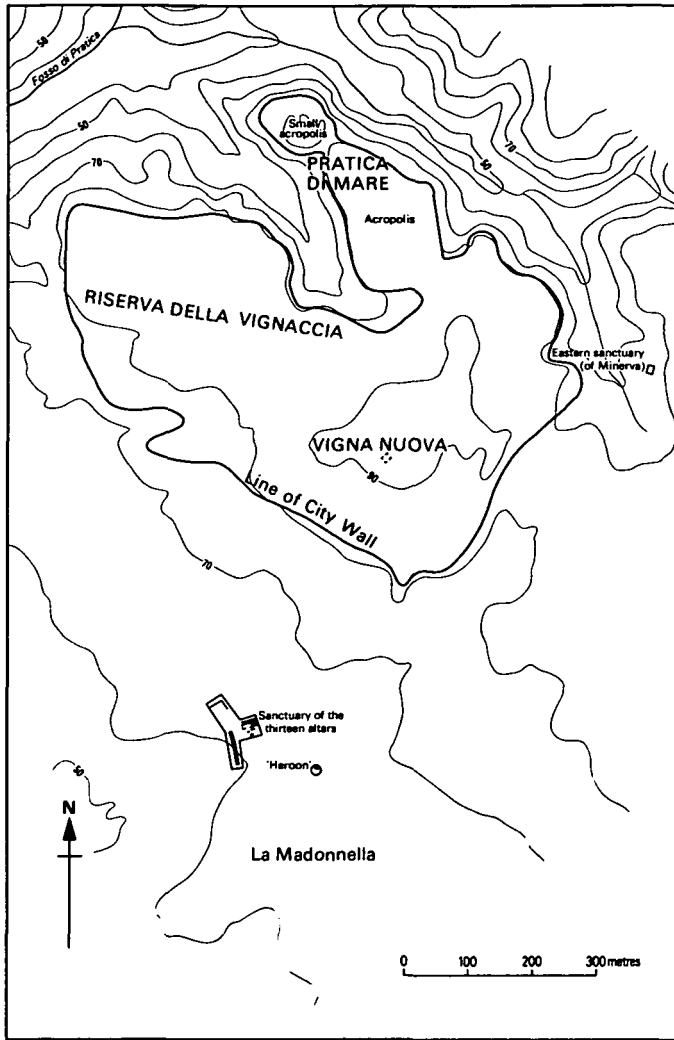 50
Fosso di Pratica
50
70
Small
acropolis
PRATICA
DI MARE
Acropolis
50
70
RISERVA DELLA VIGNACCIA
Eastern sanctuary
(of Minerva)
VIGNA NUOVA
80
Line of City Wall
70
Sanctuary of the
thirteen altars
'Heroon'
50
N
La Madonnella
0 100 200 300 metres